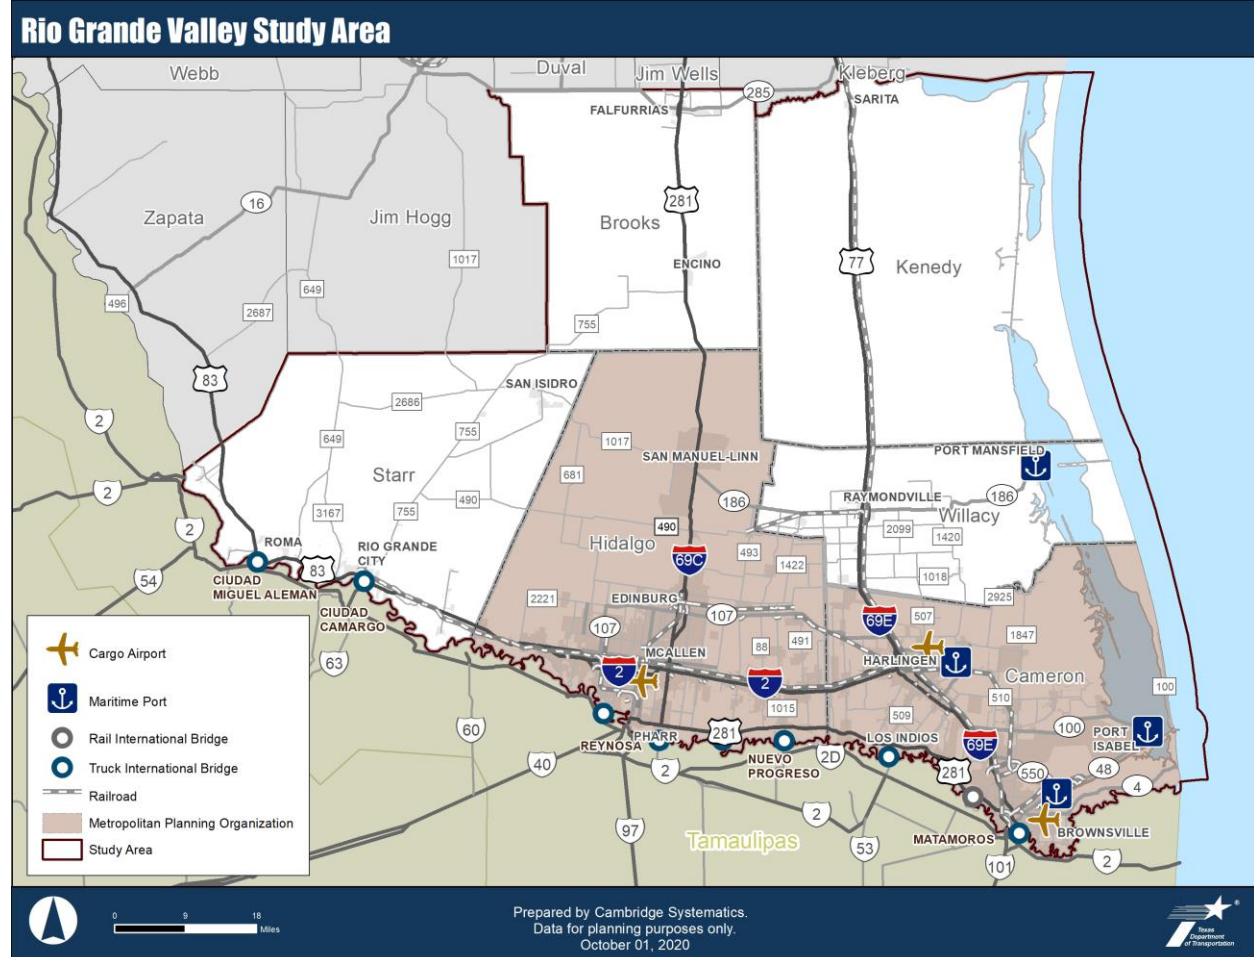 Rio Grande Valley Study Area
Webb
Duval
Jim Wells
Kleberg
285
SARITA
FALFURRIAS
16
281
Zapata
Jim Hogg
Brooks
1017
77
Kenedy
ENCINO
649
496
2687
755
83
SAN ISIDRO
2686
2
755
649
1017
SAN MANUEL-LINN
PORT MANSFIELD
681
Starr
2
490
186
RAYMONDVILLE
186
3167
755
Willacy
2
490
2099
1420
ROMA
RIO GRANDE
CITY
Hidalgo
493
69C
1422
83
54
CIUDAD
MIGUEL ALEMAN
1018
2221
EDINBURG
2925
CIUDAD
CAMARGO
107
107
69E
507
1847
491
88
MCALLEN
HARLINGEN
63
2
2
Cameron
100
510
1015
509
60
100
PORT
ISABEL
REYNOSA
PHARR
281
LOS INDIOS
69E
40
2
NUEVO
PROGRESO
2D
281
550
48
4
2
97
Tamaulipas
53
MATAMOROS
BROWNSVILLE
101
2
Cargo Airport
Maritime Port
Rail International Bridge
Truck International Bridge
Railroad
Metropolitan Planning Organization
Study Area
0 9 18
Miles
Prepared by Cambridge Systematics.
Data for planning purposes only.
October 01, 2020
®
Texas
Department
of Transportation